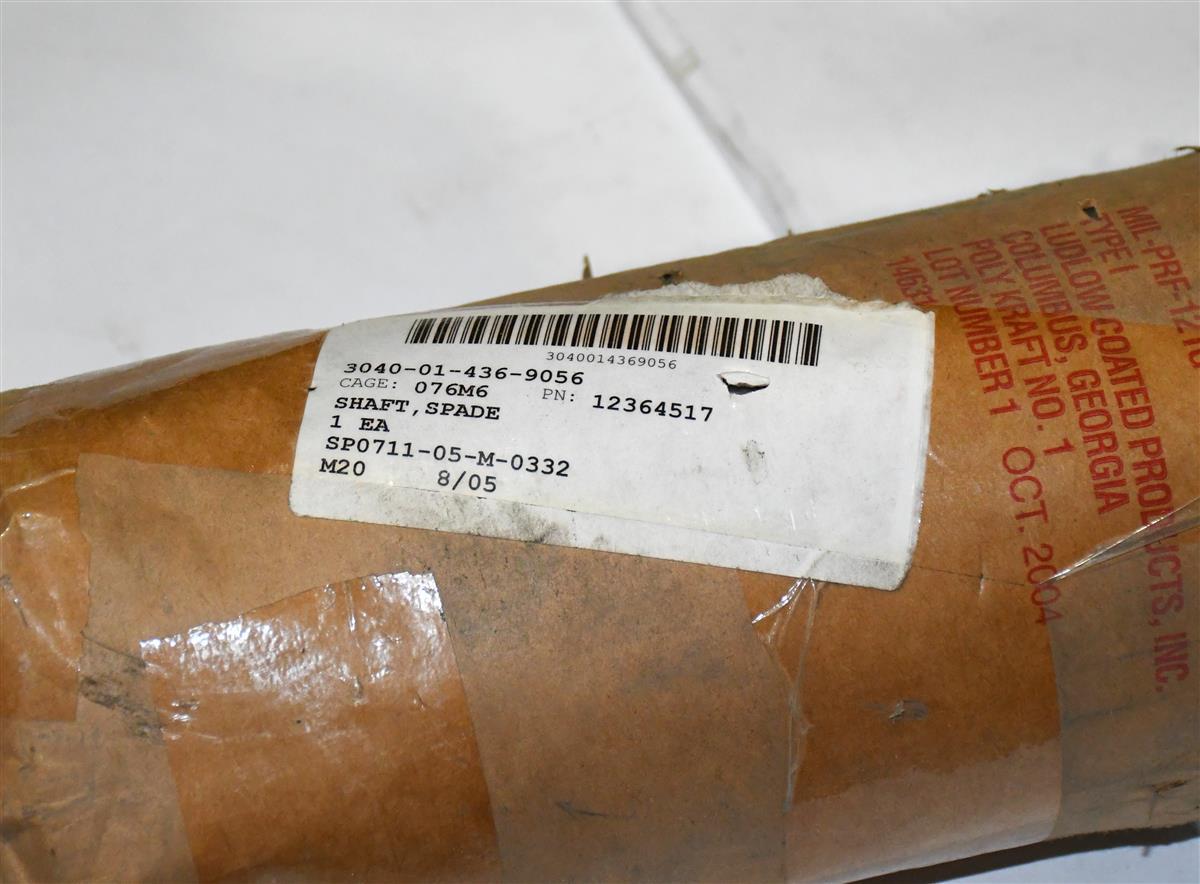 3040014369056
3040-01-436-9056
CAGE: 076M6 PN: 12364517
SHAFT,SPADE
1 EA
SP0711-05-M-0332
M20 8/05
TYPE I
LUDLOW COATED PRODUCTS, INC.
COLUMBUS, GEORGIA
POLY KRAFT NO. 1
LOT NUMBER 1 OCT. 2004